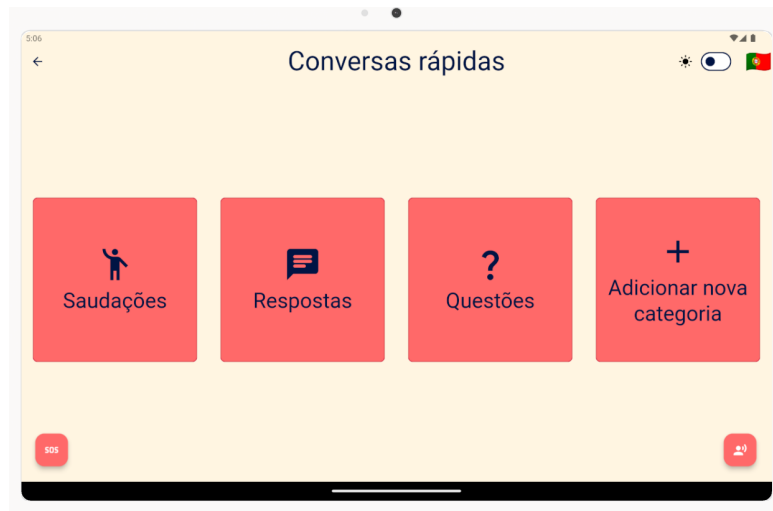 5:06
Conversas rápidas
Saudações
Respostas
Questões
Adicionar nova
categoria
SOS